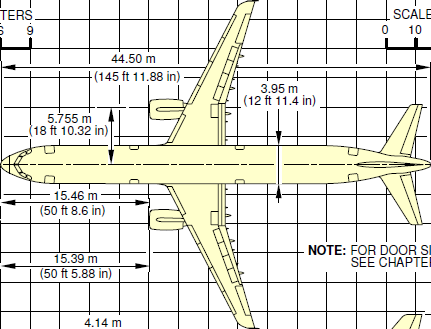 TERS
SCALE
6 9
0 10
44.50 m
(145 ft 11.88 in)
3.95 m
(12 ft 11.4 in)
5.755 m
(18 ft 10.32 in)
15.46 m
(50 ft 8.6 in)
NOTE: FOR DOOR SI
SEE CHAPTE
15.39 m
(50 ft 5.88 in)
4.14 m